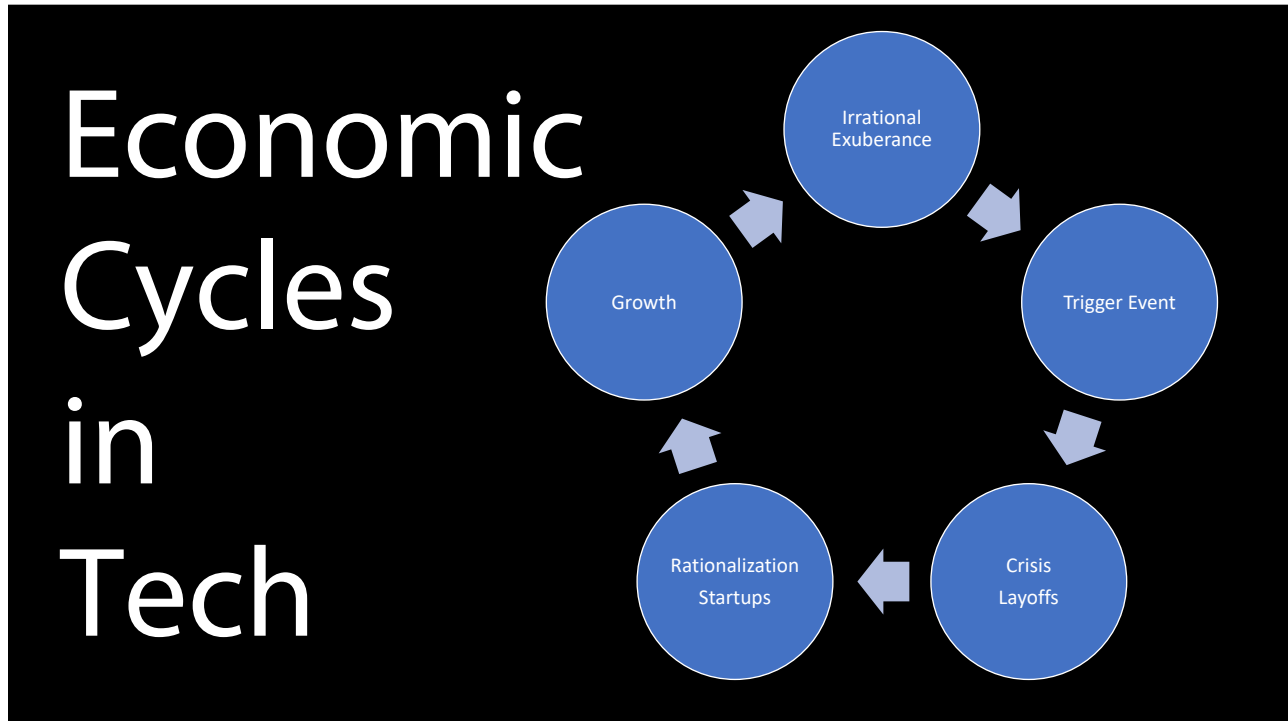 Economic
Cycles
in
Tech
Irrational
Exuberance
Trigger Event
Crisis
Layoffs
Rationalization
Startups
Growth